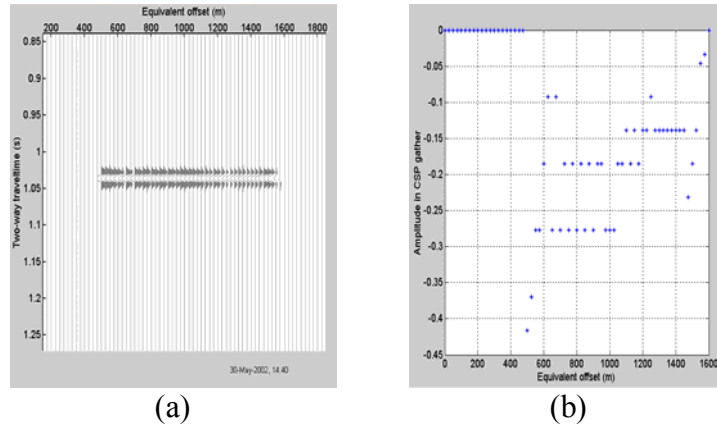 Equivalent offset (m)
200 400 600 800 1000 1200 1400 1600 1800
Two-way traveltime (s)
0.85
0.9
0.95
1
1.05
1.1
1.15
1.2
1.25
30-May-2002, 14:40
(a)
Amplitude in CSP gather
0
-0.05
-0.1
-0.15
-0.2
-0.25
-0.3
-0.35
-0.4
-0.45
0 200 400 600 800 1000 1200 1400 1600
Equivalent offset (m)
(b)